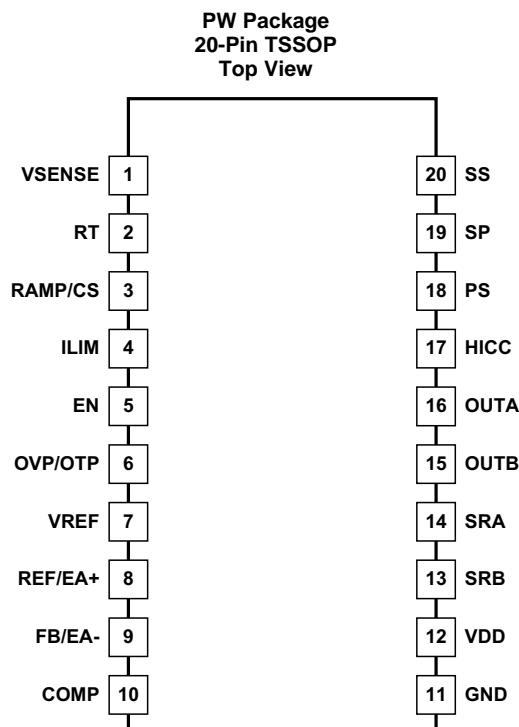 PW Package
20-Pin TSSOP
Top View
VSENSE 1 20 SS
RT 2 19 SP
RAMP/CS 3 18 PS
ILIM 4 17 HICC
EN 5 16 OUTA
OVP/OTP 6 15 OUTB
VREF 7 14 SRA
REF/EA+ 8 13 SRB
FB/EA- 9 12 VDD
COMP 10 11 GND